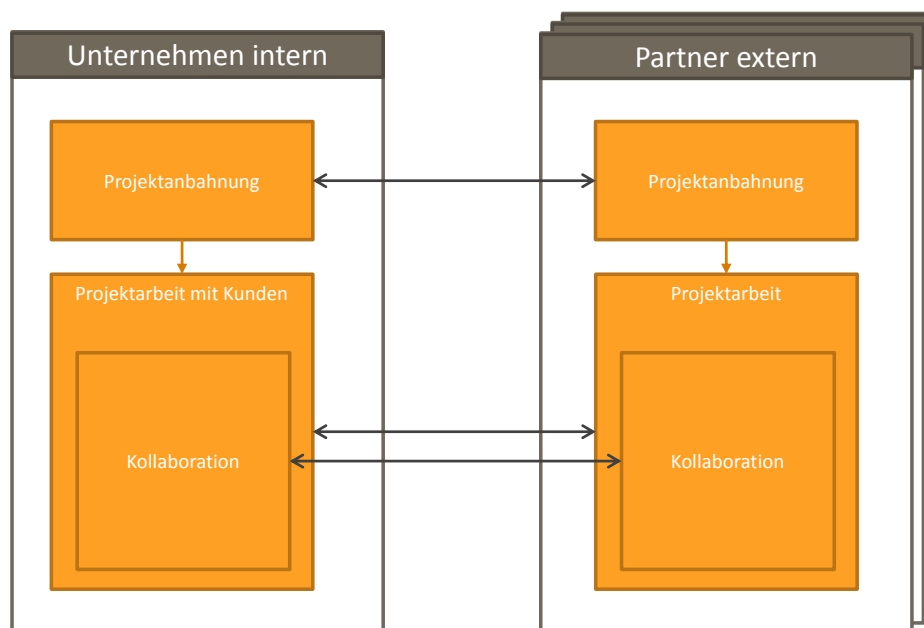 Unternehmen intern
Projektanbahnung
Projektarbeit mit Kunden
Kollaboration
Partner extern
Projektanbahnung
Projektarbeit
Kollaboration